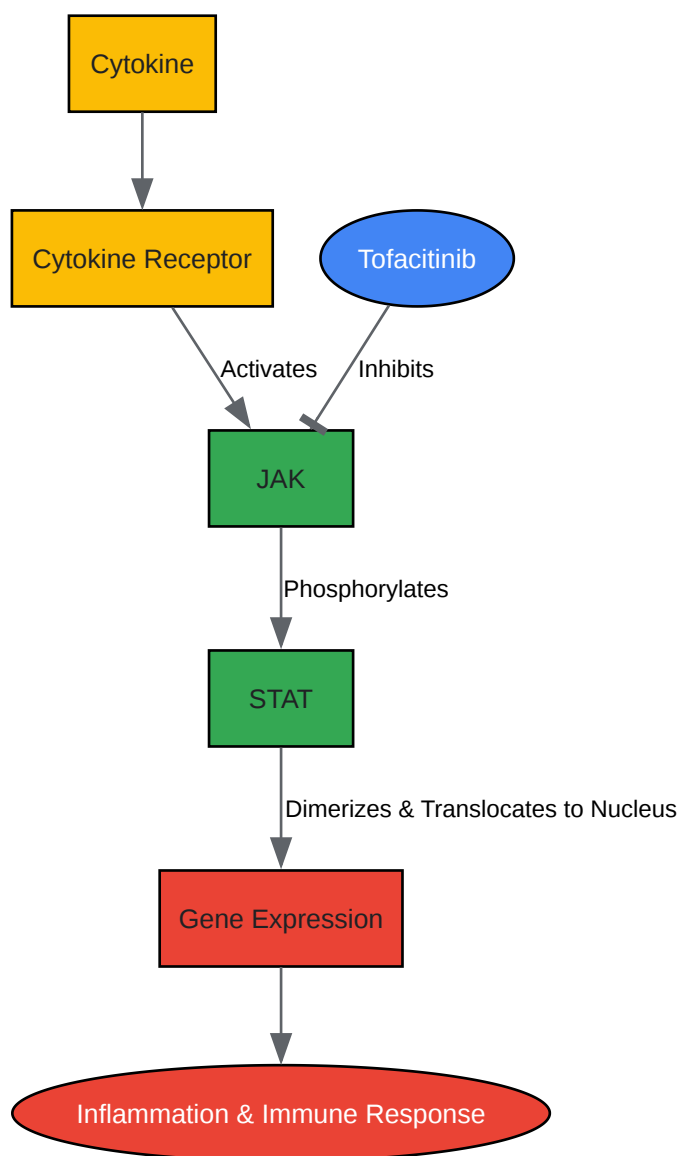 Cytokine
Cytokine Receptor
Tofacitinib
Activates
Inhibits
JAK
Phosphorylates
STAT
Dimerizes & Translocates to Nucleus
Gene Expression
Inflammation & Immune Response